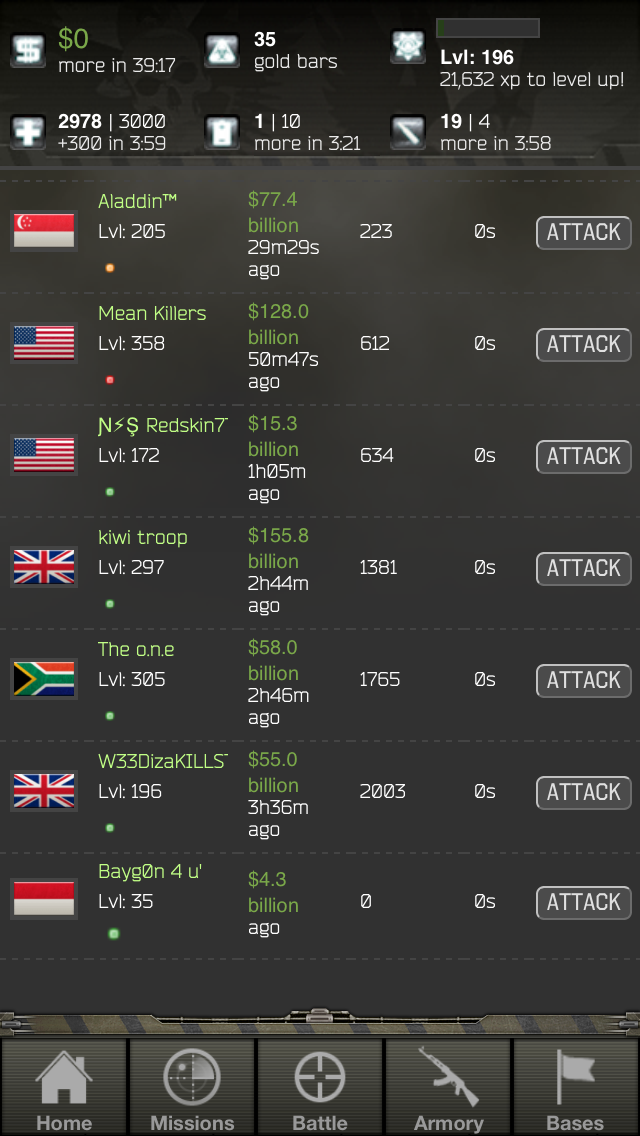 $0
more in 39:17
35
gold bars
Lvl: 196
21,632 xp to level up!
2978 | 3000
+300 in 3:59
1 | 10
more in 3:21
19 | 4
more in 3:58
Aladdin™
Lvl: 205
$77.4
billion
29m29s
ago
223
0s
ATTACK
Mean Killers
Lvl: 358
$128.0
billion
50m47s
ago
612
0s
ATTACK
Ɲ⚡Ş Redskin7
Lvl: 172
$15.3
billion
1h05m
ago
634
0s
ATTACK
kiwi troop
Lvl: 297
$155.8
billion
2h44m
ago
1381
0s
ATTACK
The o.n.e
Lvl: 305
$58.0
billion
2h46m
ago
1765
0s
ATTACK
W33DizaKILLS
Lvl: 196
$55.0
billion
3h36m
ago
2003
0s
ATTACK
Bayg0n 4 u'
Lvl: 35
$4.3
billion
ago
0
0s
ATTACK
Home
Missions
Battle
Armory
Bases